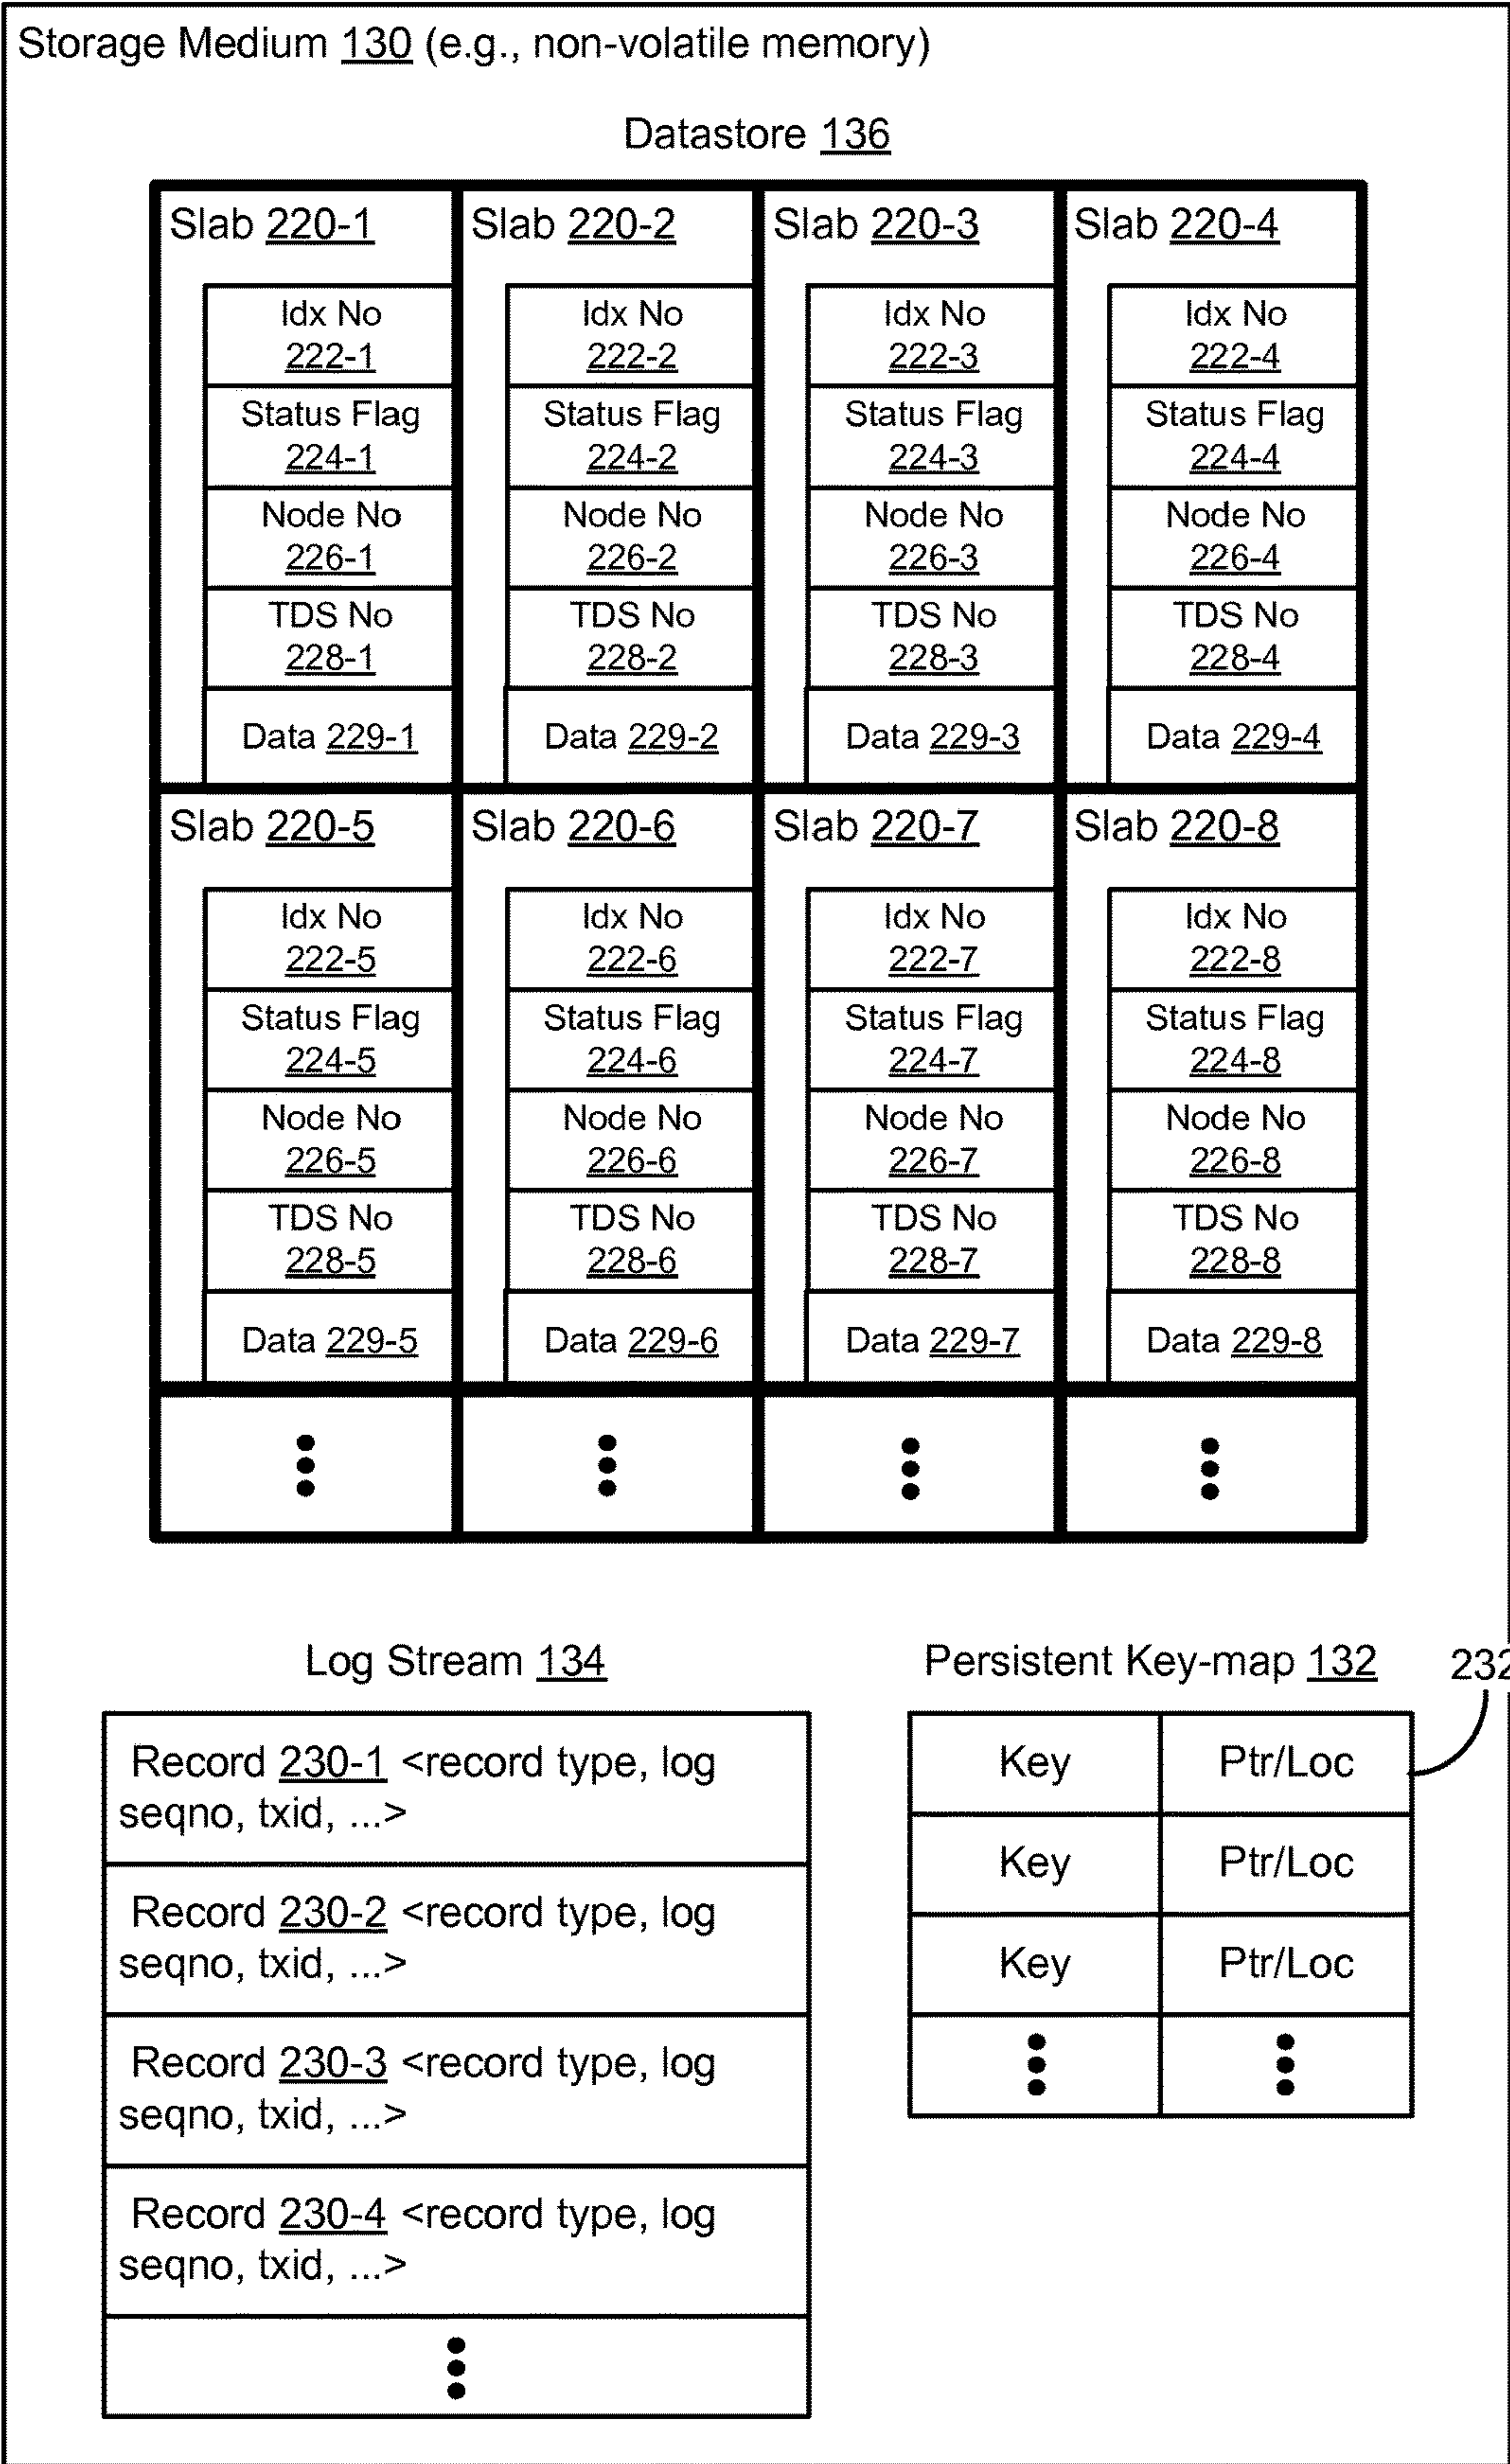 Storage Medium 130 (e.g., non-volatile memory)
Datastore 136
Slab 220-1
Idx No
222-1
Status Flag
224-1
Node No
226-1
TDS No
228-1
Data 229-1
Slab 220-2
Idx No
222-2
Status Flag
224-2
Node No
226-2
TDS No
228-2
Data 229-2
Slab 220-3
Idx No
222-3
Status Flag
224-3
Node No
226-3
TDS No
228-3
Data 229-3
Slab 220-4
Idx No
222-4
Status Flag
224-4
Node No
226-4
TDS No
228-4
Data 229-4
Slab 220-5
Idx No
222-5
Status Flag
224-5
Node No
226-5
TDS No
228-5
Data 229-5
Slab 220-6
Idx No
222-6
Status Flag
224-6
Node No
226-6
TDS No
228-6
Data 229-6
Slab 220-7
Idx No
222-7
Status Flag
224-7
Node No
226-7
TDS No
228-7
Data 229-7
Slab 220-8
Idx No
222-8
Status Flag
224-8
Node No
226-8
TDS No
228-8
Data 229-8
Log Stream 134
Record 230-1 <record type, log
seqno, txid, ...>
Record 230-2 <record type, log
seqno, txid, ...>
Record 230-3 <record type, log
seqno, txid, ...>
Record 230-4 <record type, log
seqno, txid, ...>
Persistent Key-map 132
232
Key Ptr/Loc
Key Ptr/Loc
Key Ptr/Loc